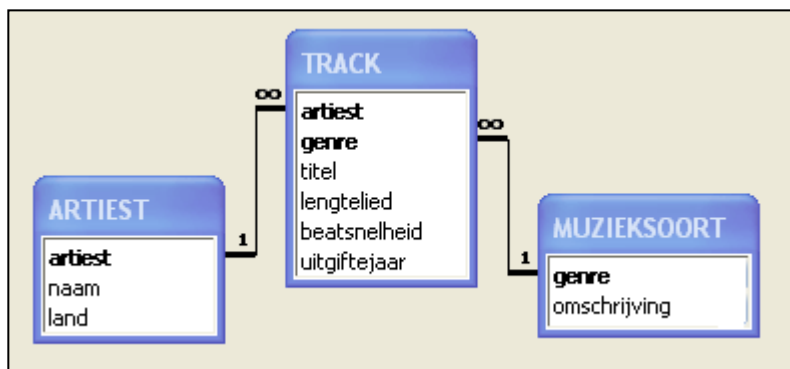 TRACK
artiest
genre
titel
lengtelied
beatsnelheid
uitgiftejaar
∞
∞
ARTIEST
artiest
naam
land
1
MUZIEKSOORT
genre
omschrijving
1